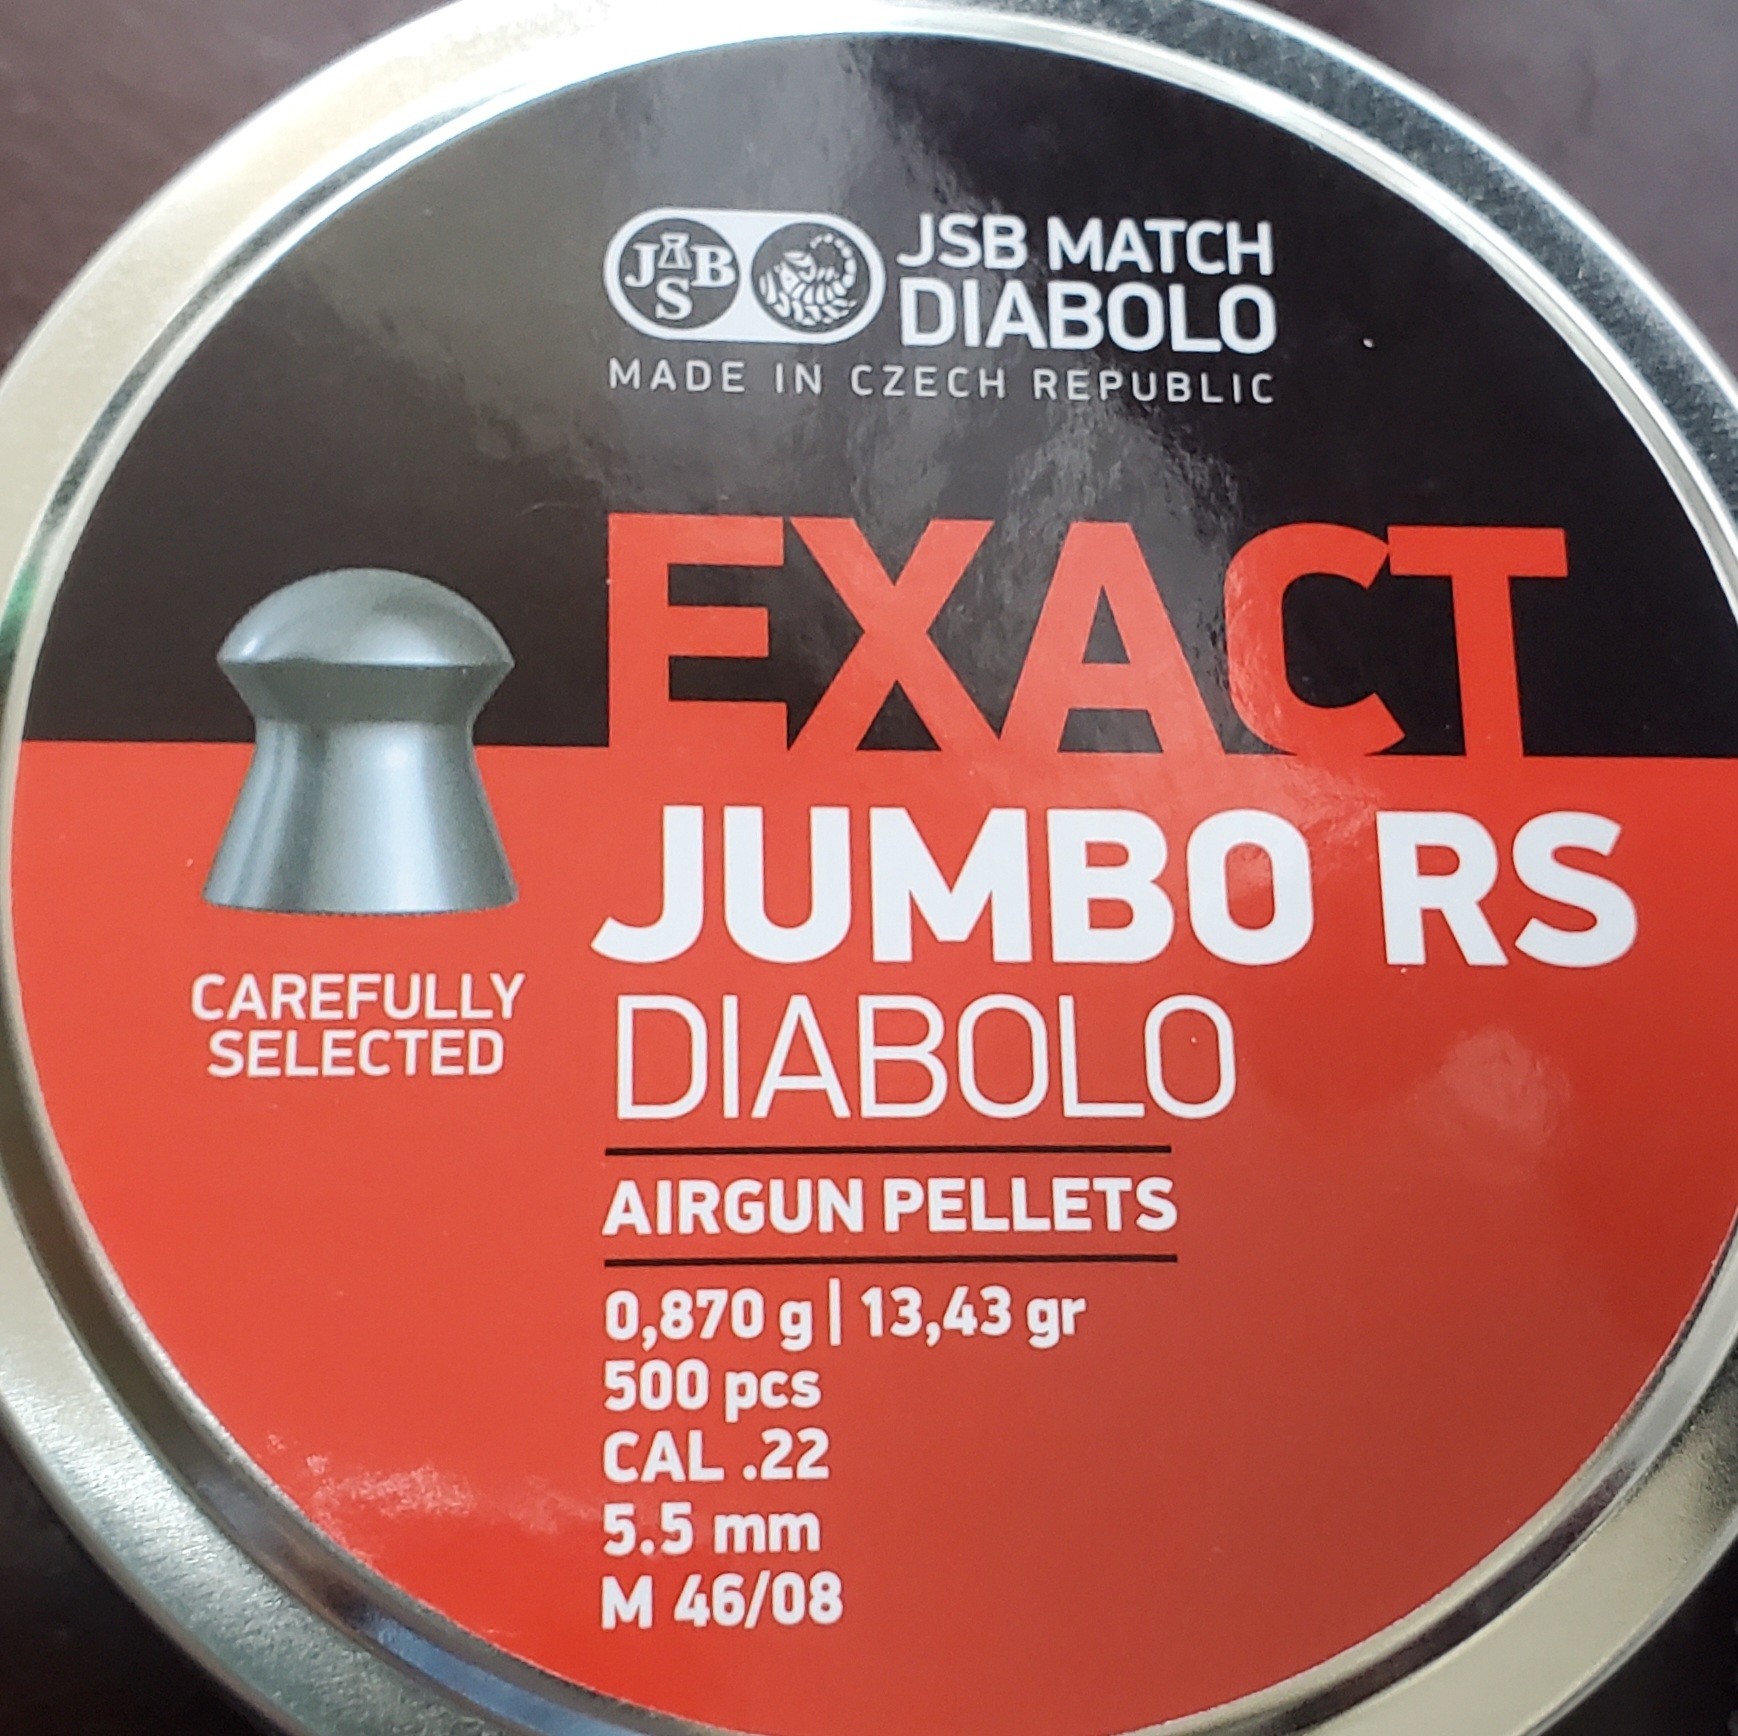 JSB
JSB MATCH
DIABOLO
MADE IN CZECH REPUBLIC
EXACT
JUMBO RS
DIABOLO
CAREFULLY
SELECTED
AIRGUN PELLETS
0,870 g | 13,43 gr
500 pcs
CAL .22
5.5 mm
M 46/08